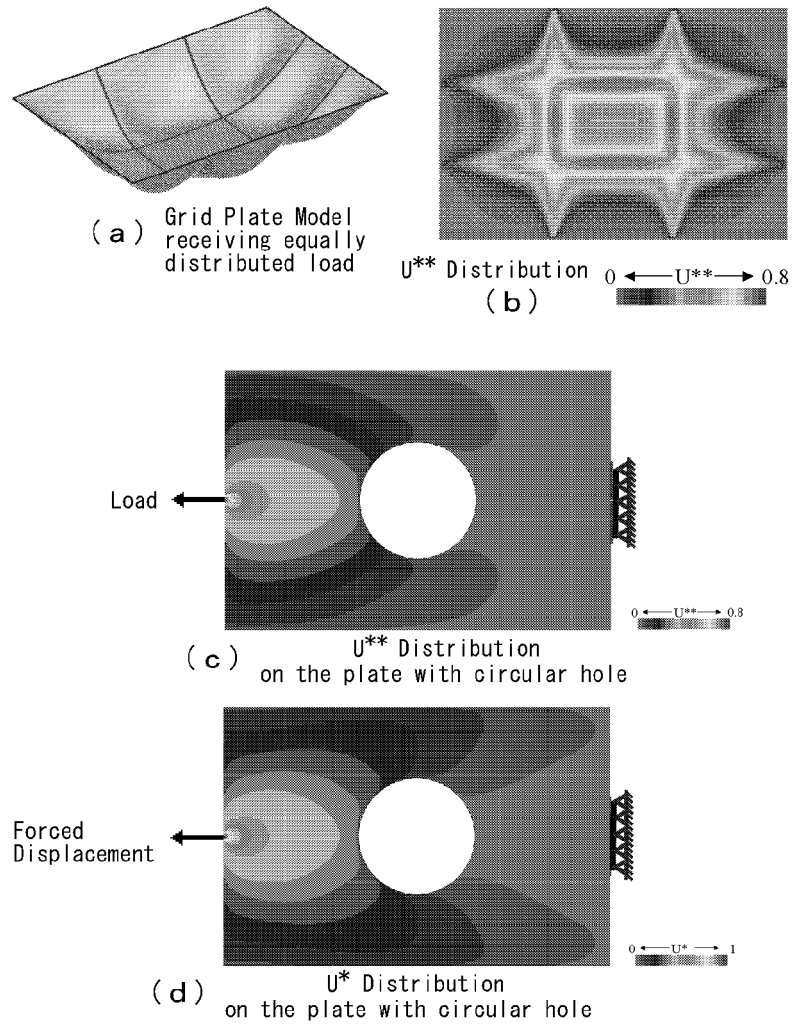 (a) Grid Plate Model
receiving equally
distributed load
U** Distribution
(b)
0 U** 0.8
Load
0 U** 0.8
(c) U** Distribution
on the plate with circular hole
Forced
Displacement
0 U* 1
(d) U* Distribution
on the plate with circular hole